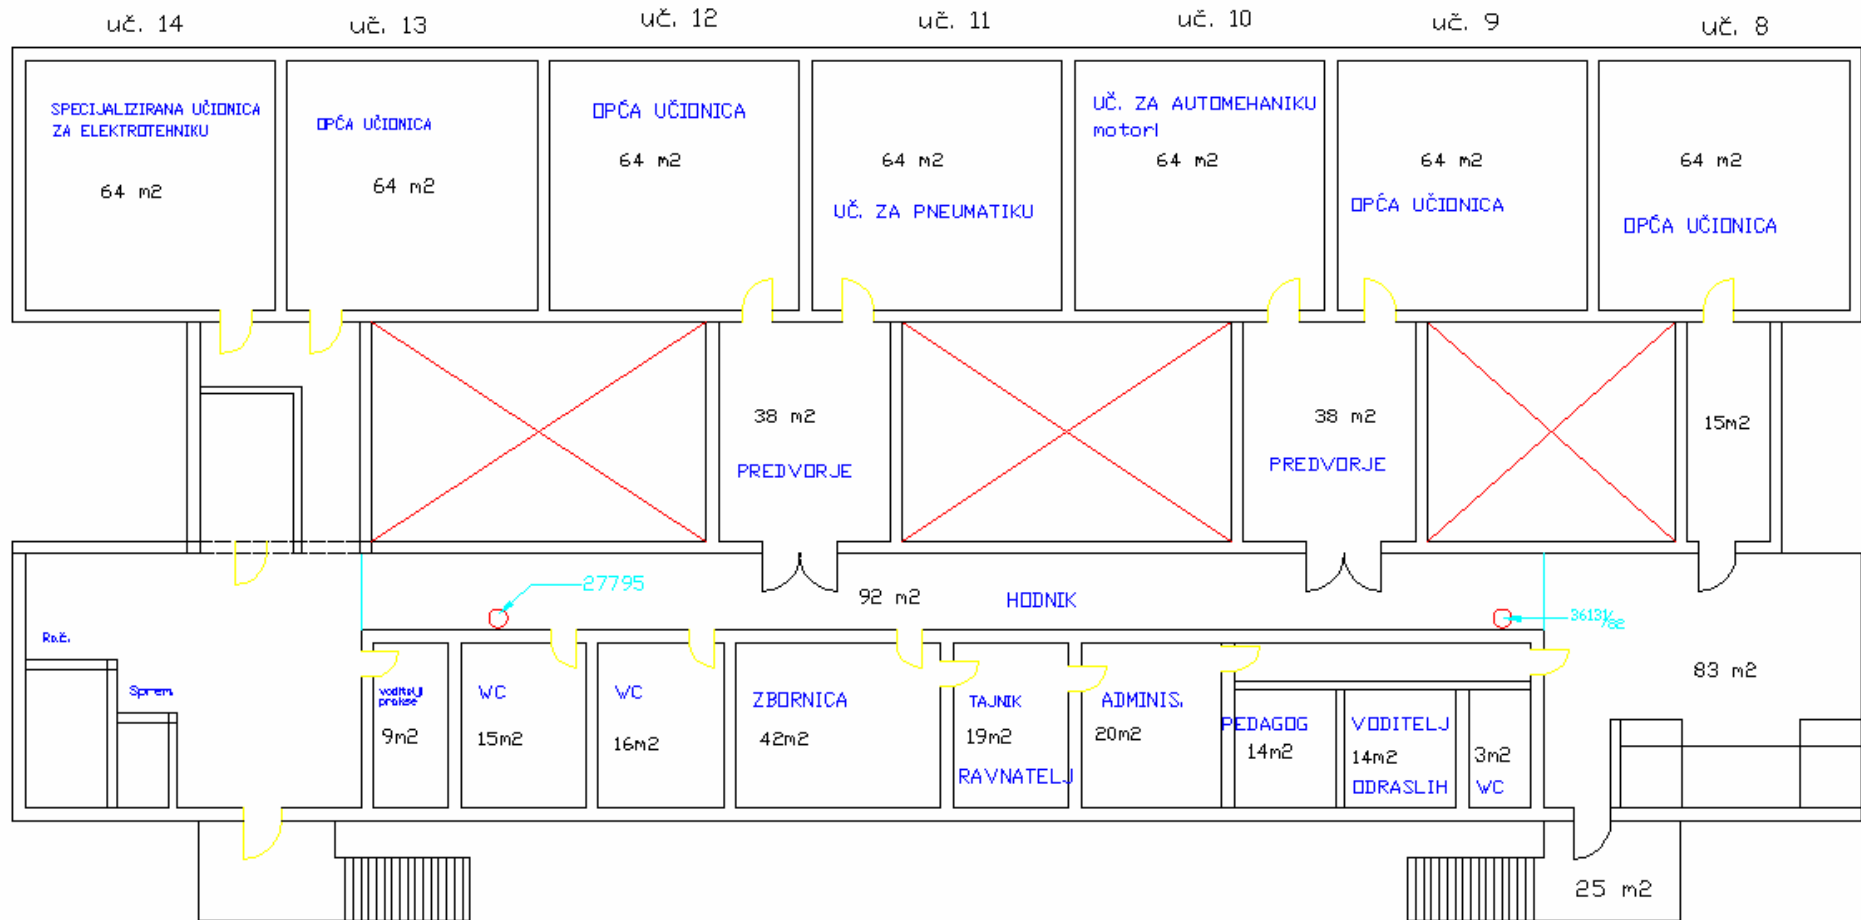 uč. 14
uč. 13
uč. 12
uč. 11
uč. 10
uč. 9
uč. 8
SPECIJALIZIRANA UČIONICA
ZA ELEKTROTEHNIKU
64 m2
OPĆA UČIONICA
64 m2
OPĆA UČIONICA
64 m2
64 m2
UČ. ZA PNEUMATIKU
UČ. ZA AUTOMEHANIKU
motori
64 m2
64 m2
OPĆA UČIONICA
64 m2
OPĆA UČIONICA
38 m2
PREDVORJE
38 m2
PREDVORJE
15m2
27795
92 m2
HODNIK
Rač.
Sprem.
voditelji
prakse
9m2
WC
15m2
WC
16m2
ZBORNICA
42m2
TAJNIK
19m2
RAVNATELJ
ADMINIS.
20m2
PEDAGOG
14m2
VODITELJ
14m2
ODRASLIH
3m2
WC
83 m2
25 m2